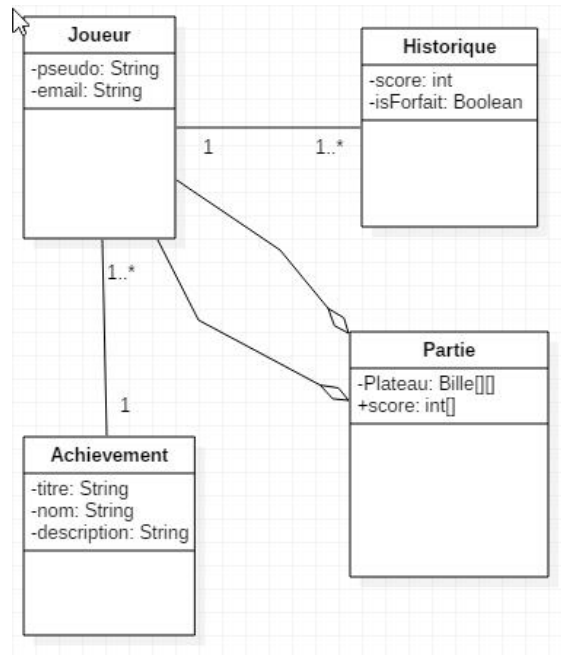 Joueur
-pseudo: String
-email: String
Historique
-score: int
-isForfait: Boolean
1
1..*
1..*
1
Partie
-Plateau: Bille[][]
+score: int[]
Achievement
-titre: String
-nom: String
-description: String